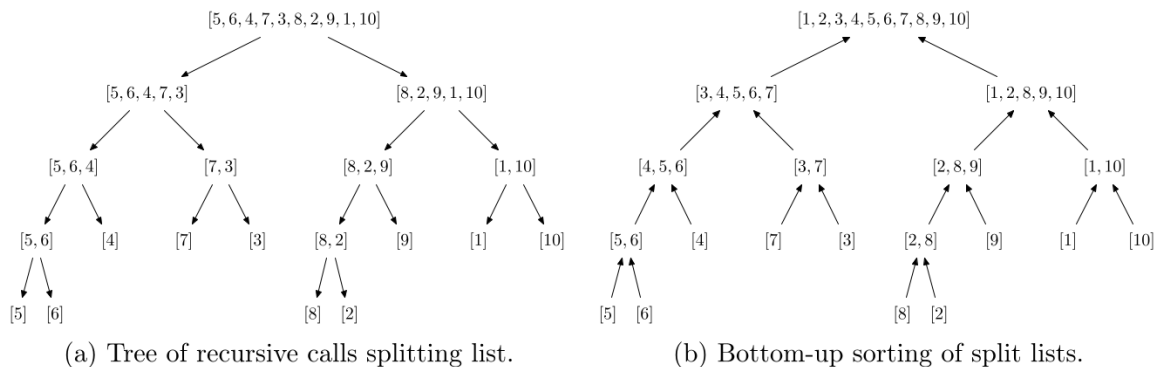 [5, 6, 4, 7, 3, 8, 2, 9, 1, 10]
[5, 6, 4, 7, 3]
[8, 2, 9, 1, 10]
[5, 6, 4]
[7, 3]
[8, 2, 9]
[1, 10]
[5, 6]
[4]
[7]
[3]
[8, 2]
[9]
[1]
[10]
[5]
[6]
[8]
[2]
(a) Tree of recursive calls splitting list.
[1, 2, 3, 4, 5, 6, 7, 8, 9, 10]
[3, 4, 5, 6, 7]
[1, 2, 8, 9, 10]
[4, 5, 6]
[3, 7]
[2, 8, 9]
[1, 10]
[5, 6]
[4]
[7]
[3]
[2, 8]
[9]
[1]
[10]
[5]
[6]
[8]
[2]
(b) Bottom-up sorting of split lists.